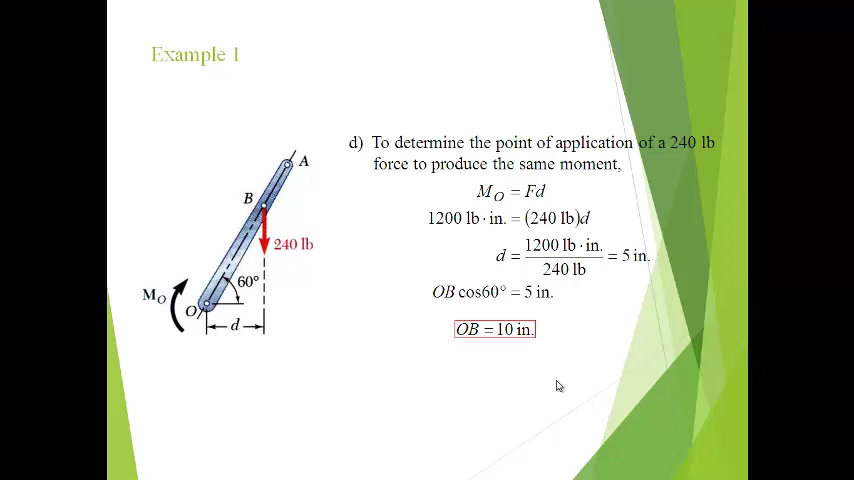 Example 1
d) To determine the point of application of a 240 lb
force to produce the same moment,
M_O = Fd
1200 lb·in. = (240 lb)d
d = 1200 lb·in. / 240 lb = 5 in.
OB cos60° = 5 in.
OB = 10 in.
A
B
240 lb
60°
M_O
O
d